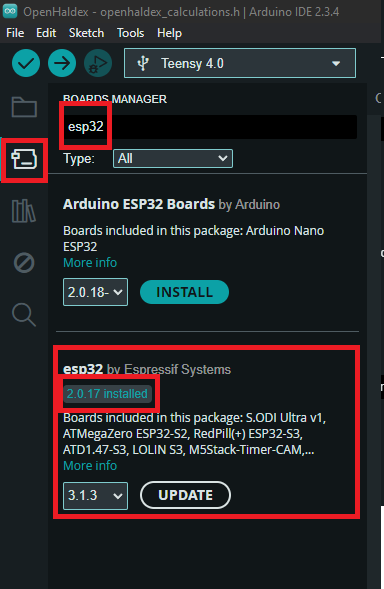 OpenHaldex - openhaldex_calculations.h | Arduino IDE 2.3.4
File Edit Sketch Tools Help
Teensy 4.0
BOARDS MANAGER
esp32
Type: All
Arduino ESP32 Boards by Arduino
Boards included in this package: Arduino Nano
ESP32
More info
2.0.18- INSTALL
esp32 by Espressif Systems
2.0.17 installed
Boards included in this package: S.ODI Ultra v1,
ATMegaZero ESP32-S2, RedPill(+) ESP32-S3,
ATD1.47-S3, LOLIN S3, M5Stack-Timer-CAM,...
More info
3.1.3 UPDATE